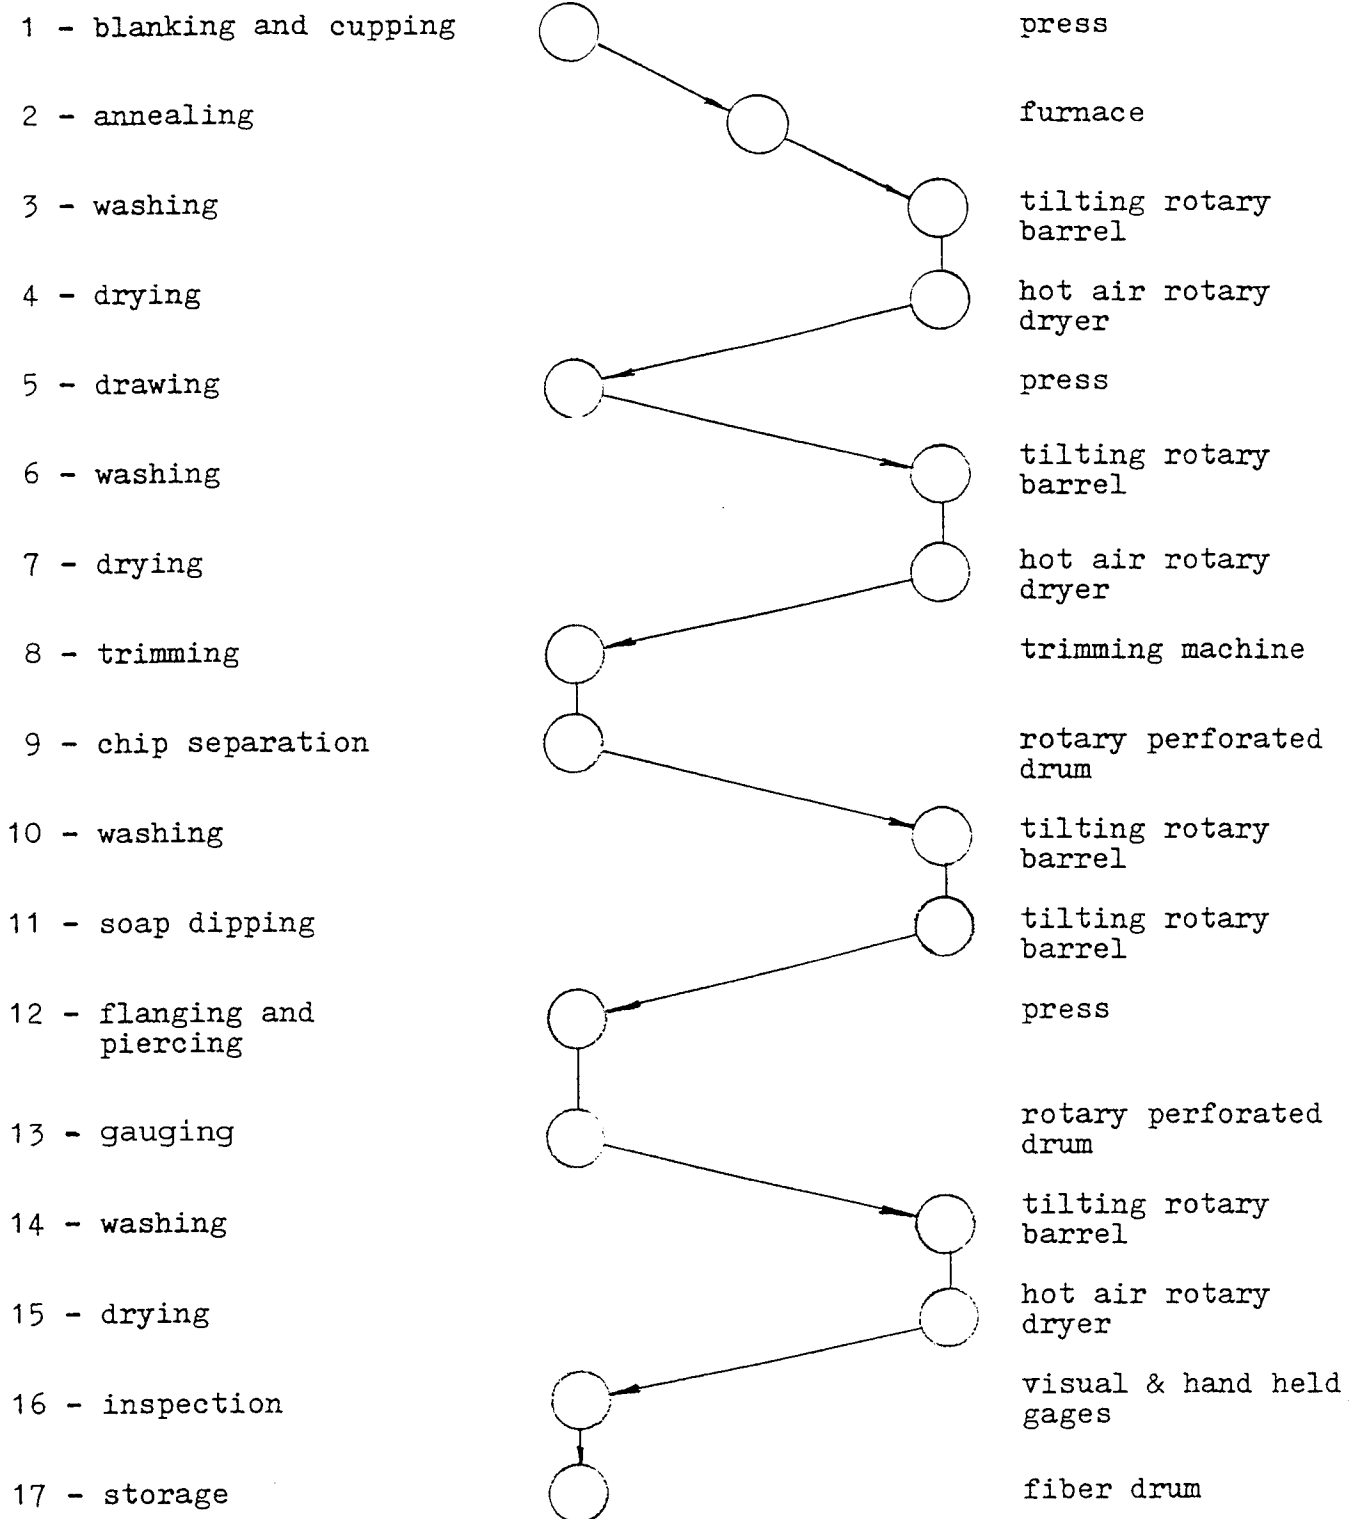 1 - blanking and cupping press
2 - annealing furnace
3 - washing tilting rotary
barrel
4 - drying hot air rotary
dryer
5 - drawing press
6 - washing tilting rotary
barrel
7 - drying hot air rotary
dryer
8 - trimming trimming machine
9 - chip separation rotary perforated
drum
10 - washing tilting rotary
barrel
11 - soap dipping tilting rotary
barrel
12 - flanging and press
piercing
13 - gauging rotary perforated
drum
14 - washing tilting rotary
barrel
15 - drying hot air rotary
dryer
16 - inspection visual & hand held
gages
17 - storage fiber drum